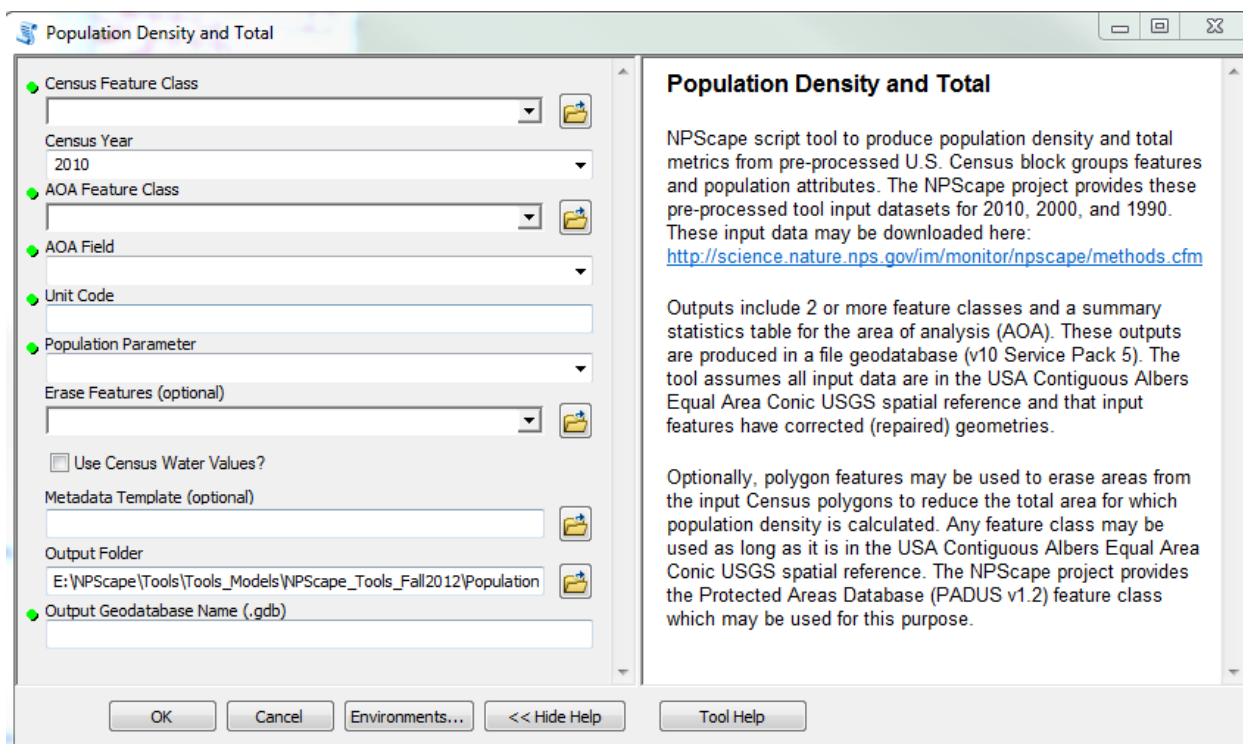 Population Density and Total
Census Feature Class
Census Year
2010
AOA Feature Class
AOA Field
Unit Code
Population Parameter
Erase Features (optional)
Use Census Water Values?
Metadata Template (optional)
Output Folder
E:\NPScape\Tools\Tools_Models\NPScape_Tools_Fall2012\Population
Output Geodatabase Name (.gdb)
Population Density and Total
NPScape script tool to produce population density and total
metrics from pre-processed U.S. Census block groups features
and population attributes. The NPScape project provides these
pre-processed tool input datasets for 2010, 2000, and 1990.
These input data may be downloaded here:
http://science.nature.nps.gov/im/monitor/npscape/methods.cfm
Outputs include 2 or more feature classes and a summary
statistics table for the area of analysis (AOA). These outputs
are produced in a file geodatabase (v10 Service Pack 5). The
tool assumes all input data are in the USA Contiguous Albers
Equal Area Conic USGS spatial reference and that input
features have corrected (repaired) geometries.
Optionally, polygon features may be used to erase areas from
the input Census polygons to reduce the total area for which
population density is calculated. Any feature class may be
used as long as it is in the USA Contiguous Albers Equal Area
Conic USGS spatial reference. The NPScape project provides
the Protected Areas Database (PADUS v1.2) feature class
which may be used for this purpose.
OK
Cancel
Environments...
<< Hide Help
Tool Help